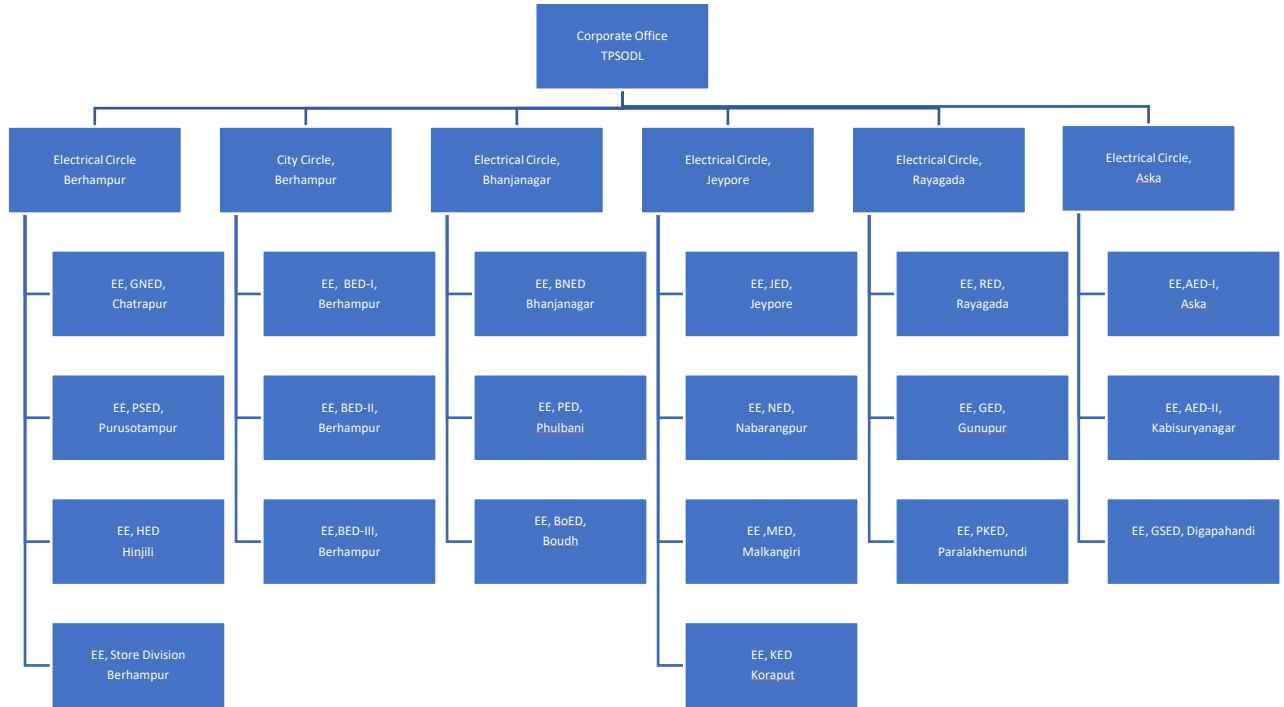 Corporate Office
TPSODL
Electrical Circle
Berhampur
City Circle,
Berhampur
Electrical Circle,
Bhanjanagar
Electrical Circle,
Jeypore
Electrical Circle,
Rayagada
Electrical Circle,
Aska
EE, GNED,
Chatrapur
EE, PSED,
Purusotampur
EE, HED
Hinjili
EE, Store Division
Berhampur
EE, BED-I,
Berhampur
EE, BED-II,
Berhampur
EE,BED-III,
Berhampur
EE, BNED
Bhanjanagar
EE, PED,
Phulbani
EE, BoED,
Boudh
EE, JED,
Jeypore
EE, NED,
Nabarangpur
EE ,MED,
Malkangiri
EE, KED
Koraput
EE, RED,
Rayagada
EE, GED,
Gunupur
EE, PKED,
Paralakhemundi
EE,AED-I,
Aska
EE, AED-II,
Kabisuryanagar
EE, GSED, Digapahandi